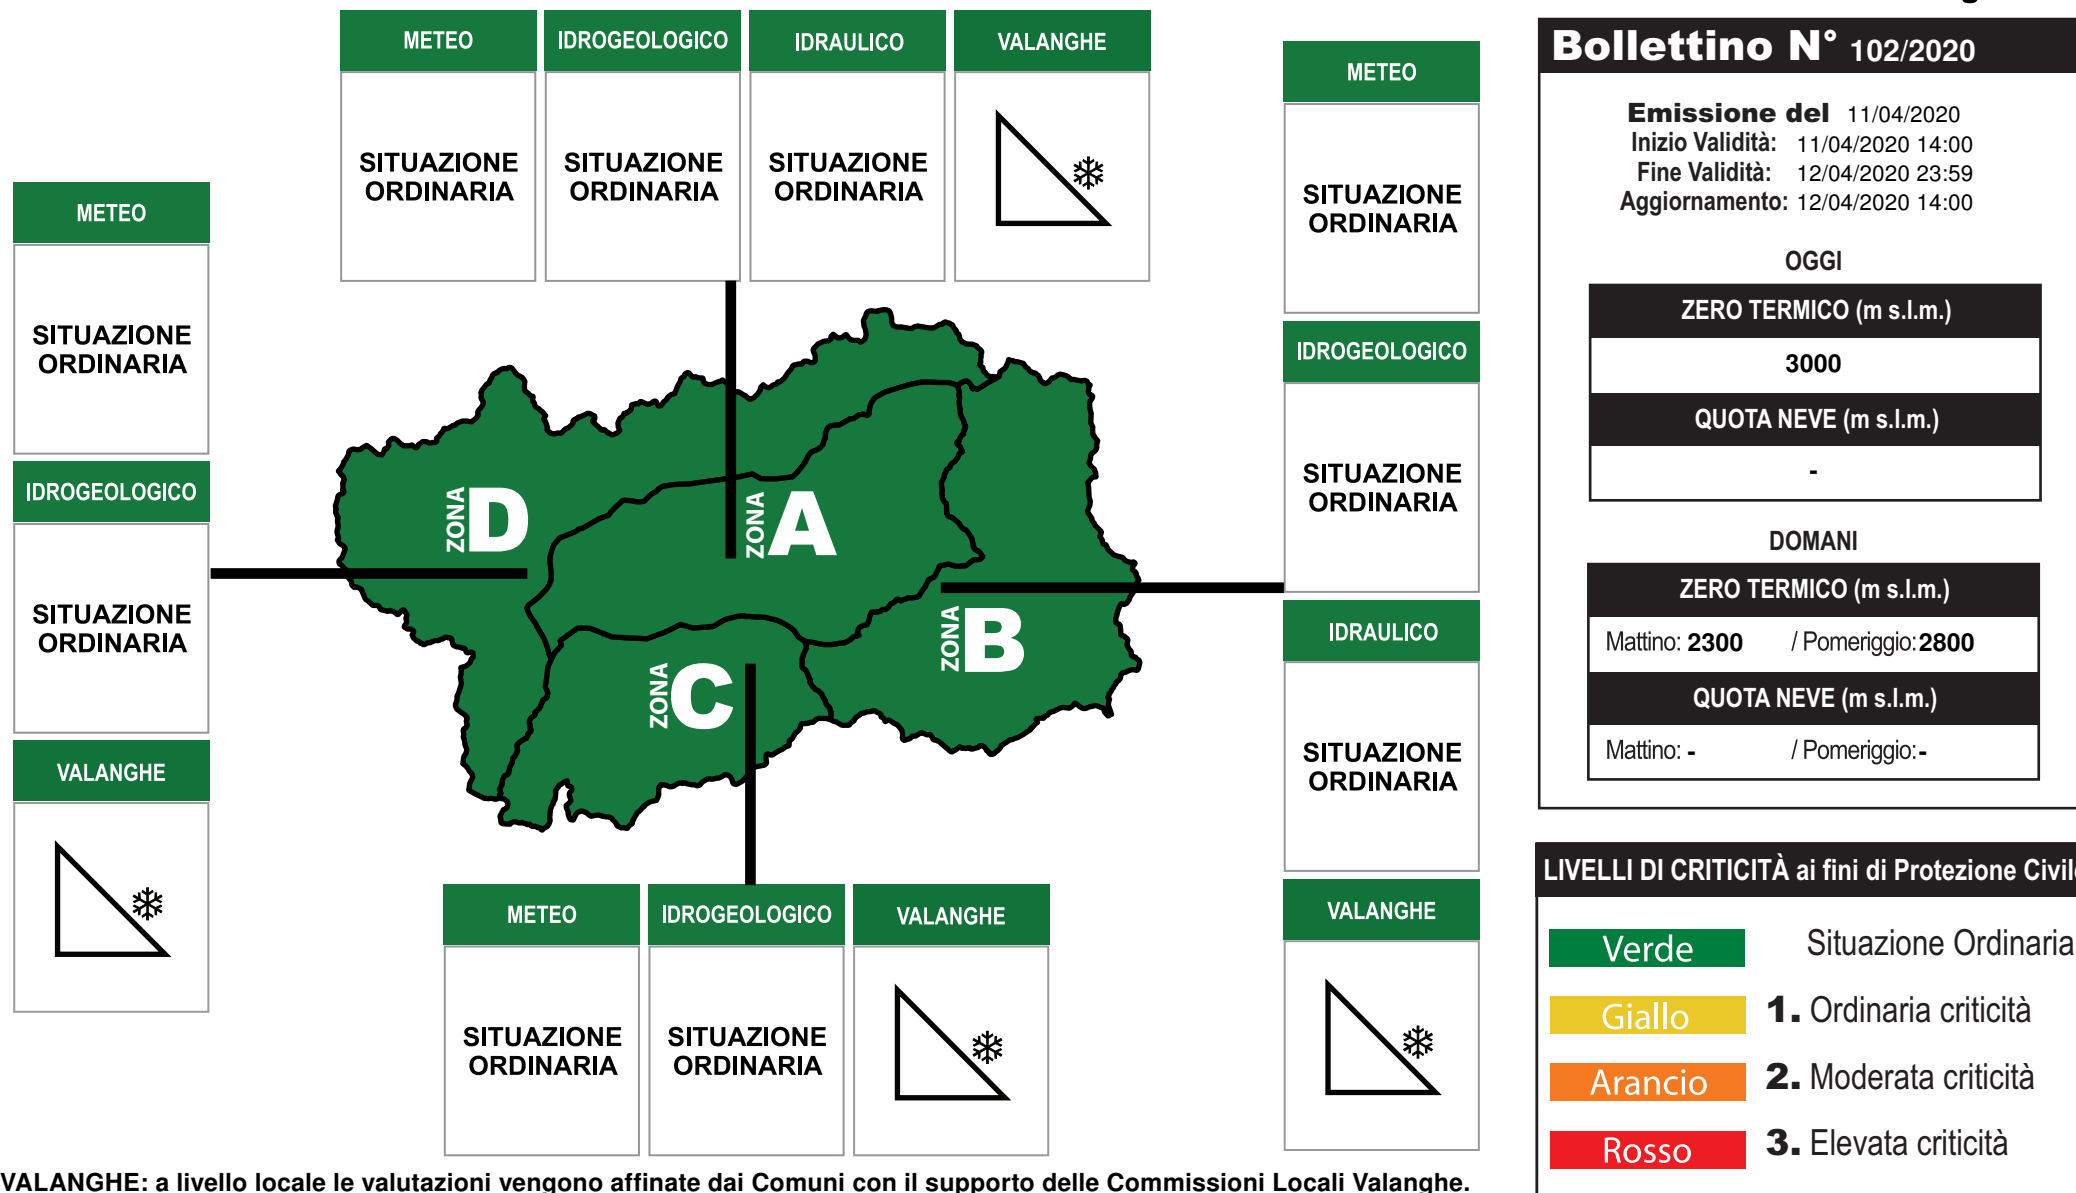 METEO
SITUAZIONE
ORDINARIA
IDROGEOLOGICO
SITUAZIONE
ORDINARIA
IDRAULICO
SITUAZIONE
ORDINARIA
VALANGHE
METEO
SITUAZIONE
ORDINARIA
IDROGEOLOGICO
SITUAZIONE
ORDINARIA
VALANGHE
METEO
SITUAZIONE
ORDINARIA
IDROGEOLOGICO
SITUAZIONE
ORDINARIA
IDRAULICO
SITUAZIONE
ORDINARIA
VALANGHE
ZONA D
ZONA A
ZONA B
ZONA C
METEO
SITUAZIONE
ORDINARIA
IDROGEOLOGICO
SITUAZIONE
ORDINARIA
VALANGHE
VALANGHE: a livello locale le valutazioni vengono affinate dai Comuni con il supporto delle Commissioni Locali Valanghe.
Bollettino N° 102/2020
Emissione del 11/04/2020
Inizio Validità: 11/04/2020 14:00
Fine Validità: 12/04/2020 23:59
Aggiornamento: 12/04/2020 14:00
OGGI
ZERO TERMICO (m s.l.m.)
3000
QUOTA NEVE (m s.l.m.)
-
DOMANI
ZERO TERMICO (m s.l.m.)
Mattino: 2300 / Pomeriggio: 2800
QUOTA NEVE (m s.l.m.)
Mattino: - / Pomeriggio: -
LIVELLI DI CRITICITÀ ai fini di Protezione Civile
Verde Situazione Ordinaria
Giallo 1. Ordinaria criticità
Arancio 2. Moderata criticità
Rosso 3. Elevata criticità